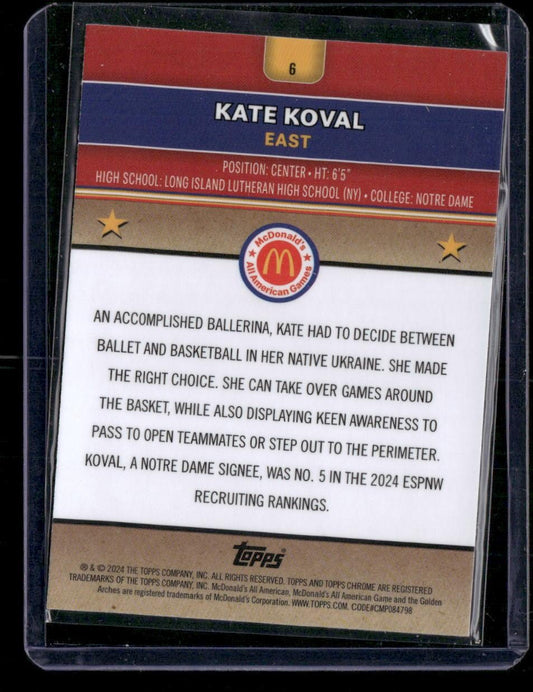 6
KATE KOVAL
EAST
POSITION: CENTER • HT: 6'5"
HIGH SCHOOL: LONG ISLAND LUTHERAN HIGH SCHOOL (NY) • COLLEGE: NOTRE DAME
McDonald's
All American Games
AN ACCOMPLISHED BALLERINA, KATE HAD TO DECIDE BETWEEN
BALLET AND BASKETBALL IN HER NATIVE UKRAINE. SHE MADE
THE RIGHT CHOICE. SHE CAN TAKE OVER GAMES AROUND
THE BASKET, WHILE ALSO DISPLAYING KEEN AWARENESS TO
PASS TO OPEN TEAMMATES OR STEP OUT TO THE PERIMETER.
KOVAL, A NOTRE DAME SIGNEE, WAS NO. 5 IN THE 2024 ESPNW
RECRUITING RANKINGS.
Topps
® & © 2024 THE TOPPS COMPANY, INC. ALL RIGHTS RESERVED. TOPPS AND TOPPS CHROME ARE REGISTERED
TRADEMARKS OF THE TOPPS COMPANY, INC. McDonald's All American, McDonald's All American Game and the Golden
Arches are registered trademarks of McDonald's Corporation. WWW.TOPPS.COM. CODE#CMP084798